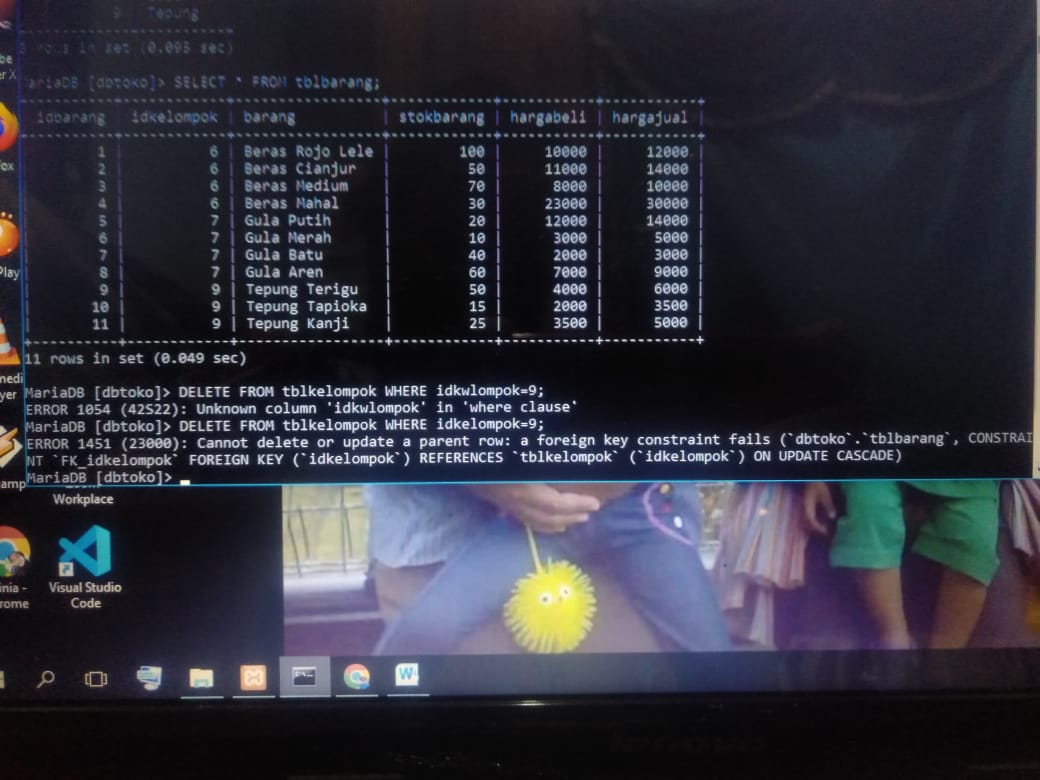 9 Tepung
rows in set (0.095 sec)
MariaDB [dbtoko]> SELECT * FROM tblbarang;
idbarang | idkelompok | barang | stokbarang | hargabeli | hargajual |
1 | 6 | Beras Rojo Lele | 100 | 10000 | 12000 |
2 | 6 | Beras Cianjur | 50 | 11000 | 14000 |
3 | 6 | Beras Medium | 70 | 8000 | 10000 |
4 | 6 | Beras Mahal | 30 | 23000 | 30000 |
5 | 7 | Gula Putih | 20 | 12000 | 14000 |
6 | 7 | Gula Merah | 10 | 3000 | 5000 |
7 | 7 | Gula Batu | 40 | 2000 | 3000 |
8 | 7 | Gula Aren | 60 | 7000 | 9000 |
9 | 9 | Tepung Terigu | 50 | 4000 | 6000 |
10 | 9 | Tepung Tapioka | 15 | 2000 | 3500 |
11 | 9 | Tepung Kanji | 25 | 3500 | 5000 |
11 rows in set (0.049 sec)
MariaDB [dbtoko]> DELETE FROM tblkelompok WHERE idkwlompok=9;
ERROR 1054 (42S22): Unknown column 'idkwlompok' in 'where clause'
MariaDB [dbtoko]> DELETE FROM tblkelompok WHERE idkelompok=9;
ERROR 1451 (23000): Cannot delete or update a parent row: a foreign key constraint fails (`dbtoko`.`tblbarang`, CONSTRAI
NT `FK_idkelompok` FOREIGN KEY (`idkelompok`) REFERENCES `tblkelompok` (`idkelompok`) ON UPDATE CASCADE)
MariaDB [dbtoko]>
Workplace
Visual Studio
Code